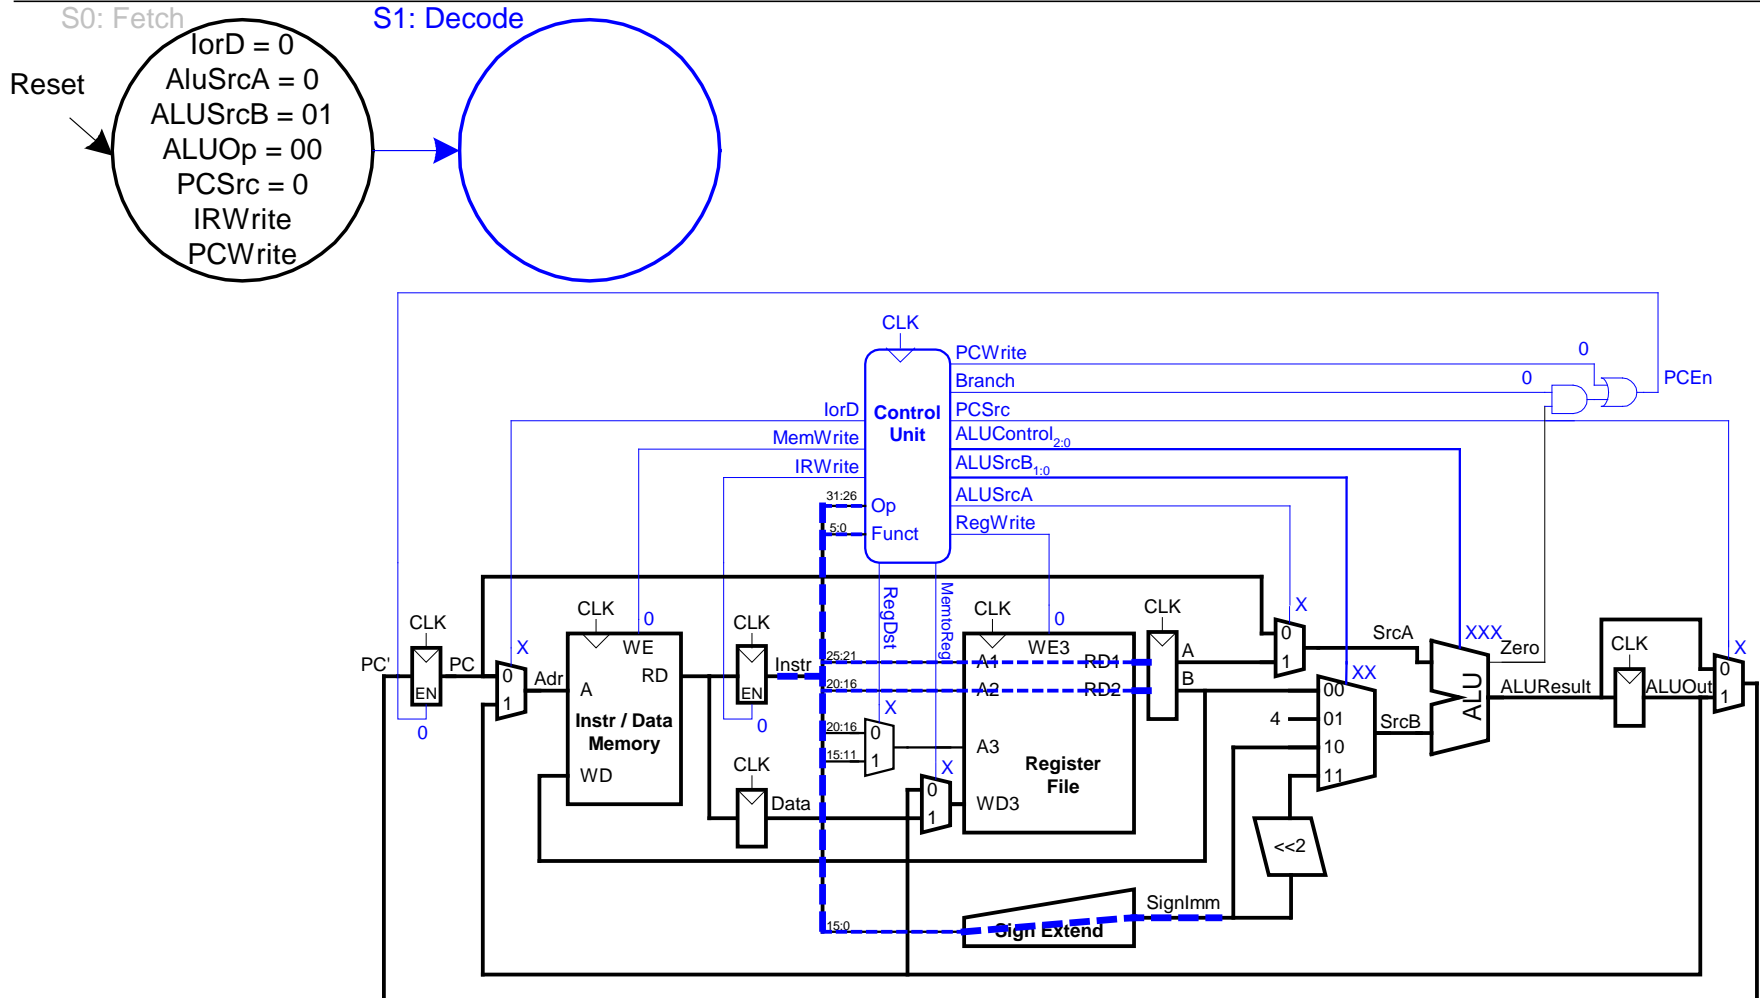 S0: Fetch
S1: Decode
Reset
IorD = 0
AluSrcA = 0
ALUSrcB = 01
ALUOp = 00
PCSrc = 0
IRWrite
PCWrite
CLK
PCWrite
0
Branch
0
PCEn
IorD
Control
Unit
PCSrc
MemWrite
ALUControl2:0
IRWrite
ALUSrcB1:0
31:26
Op
ALUSrcA
5:0
Funct
RegWrite
RegDst
MemtoReg
CLK
CLK
CLK
CLK
CLK
X
0
0
X
XXX
X
PC'
PC
EN
0
X
0
1
Adr
WE
RD
A
Instr / Data
Memory
WD
EN
0
Instr
25:21
20:16
20:16
15:11
X
0
1
A1
A2
A3
WD3
WE3
RD1
RD2
Register
File
A
B
0
1
SrcA
XX
00
4
01
10
11
SrcB
ALU
Zero
CLK
ALUResult
ALUOut
0
1
CLK
Data
X
0
1
<<2
15:0
Sign Extend
SignImm